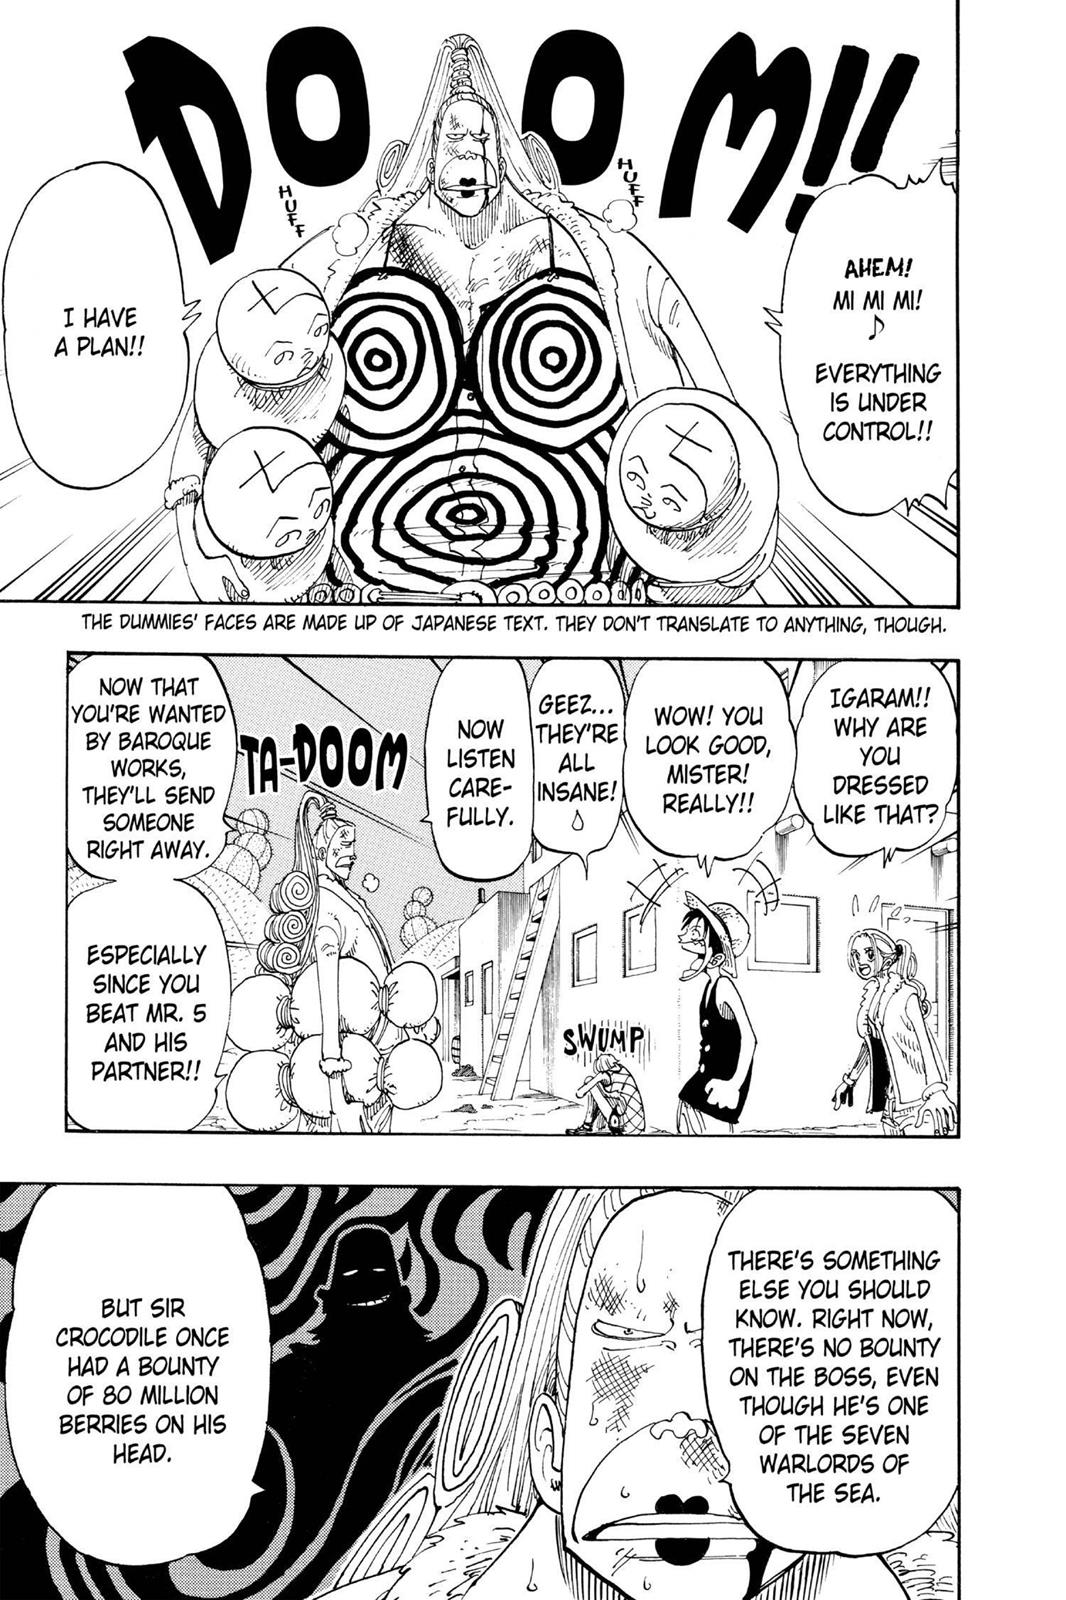 DOOM!!
AHEM!
MI MI MI!
♪
EVERYTHING
IS UNDER
CONTROL!!
HUFF
HUFF
I HAVE
A PLAN!!
THE DUMMIES' FACES ARE MADE UP OF JAPANESE TEXT. THEY DON'T TRANSLATE TO ANYTHING, THOUGH.
IGARAM!!
WHY ARE
YOU
DRESSED
LIKE THAT?
WOW! YOU
LOOK GOOD,
MISTER!
REALLY!!
GEEZ...
THEY'RE
ALL
INSANE!
SWUMP
NOW
LISTEN
CARE-
FULLY.
TA-DOOM
NOW THAT
YOU'RE WANTED
BY BAROQUE
WORKS,
THEY'LL SEND
SOMEONE
RIGHT AWAY.
ESPECIALLY
SINCE YOU
BEAT MR. 5
AND HIS
PARTNER!!
THERE'S SOMETHING
ELSE YOU SHOULD
KNOW. RIGHT NOW,
THERE'S NO BOUNTY
ON THE BOSS, EVEN
THOUGH HE'S ONE
OF THE SEVEN
WARLORDS OF
THE SEA.
BUT SIR
CROCODILE ONCE
HAD A BOUNTY
OF 80 MILLION
BERRIES ON HIS
HEAD.